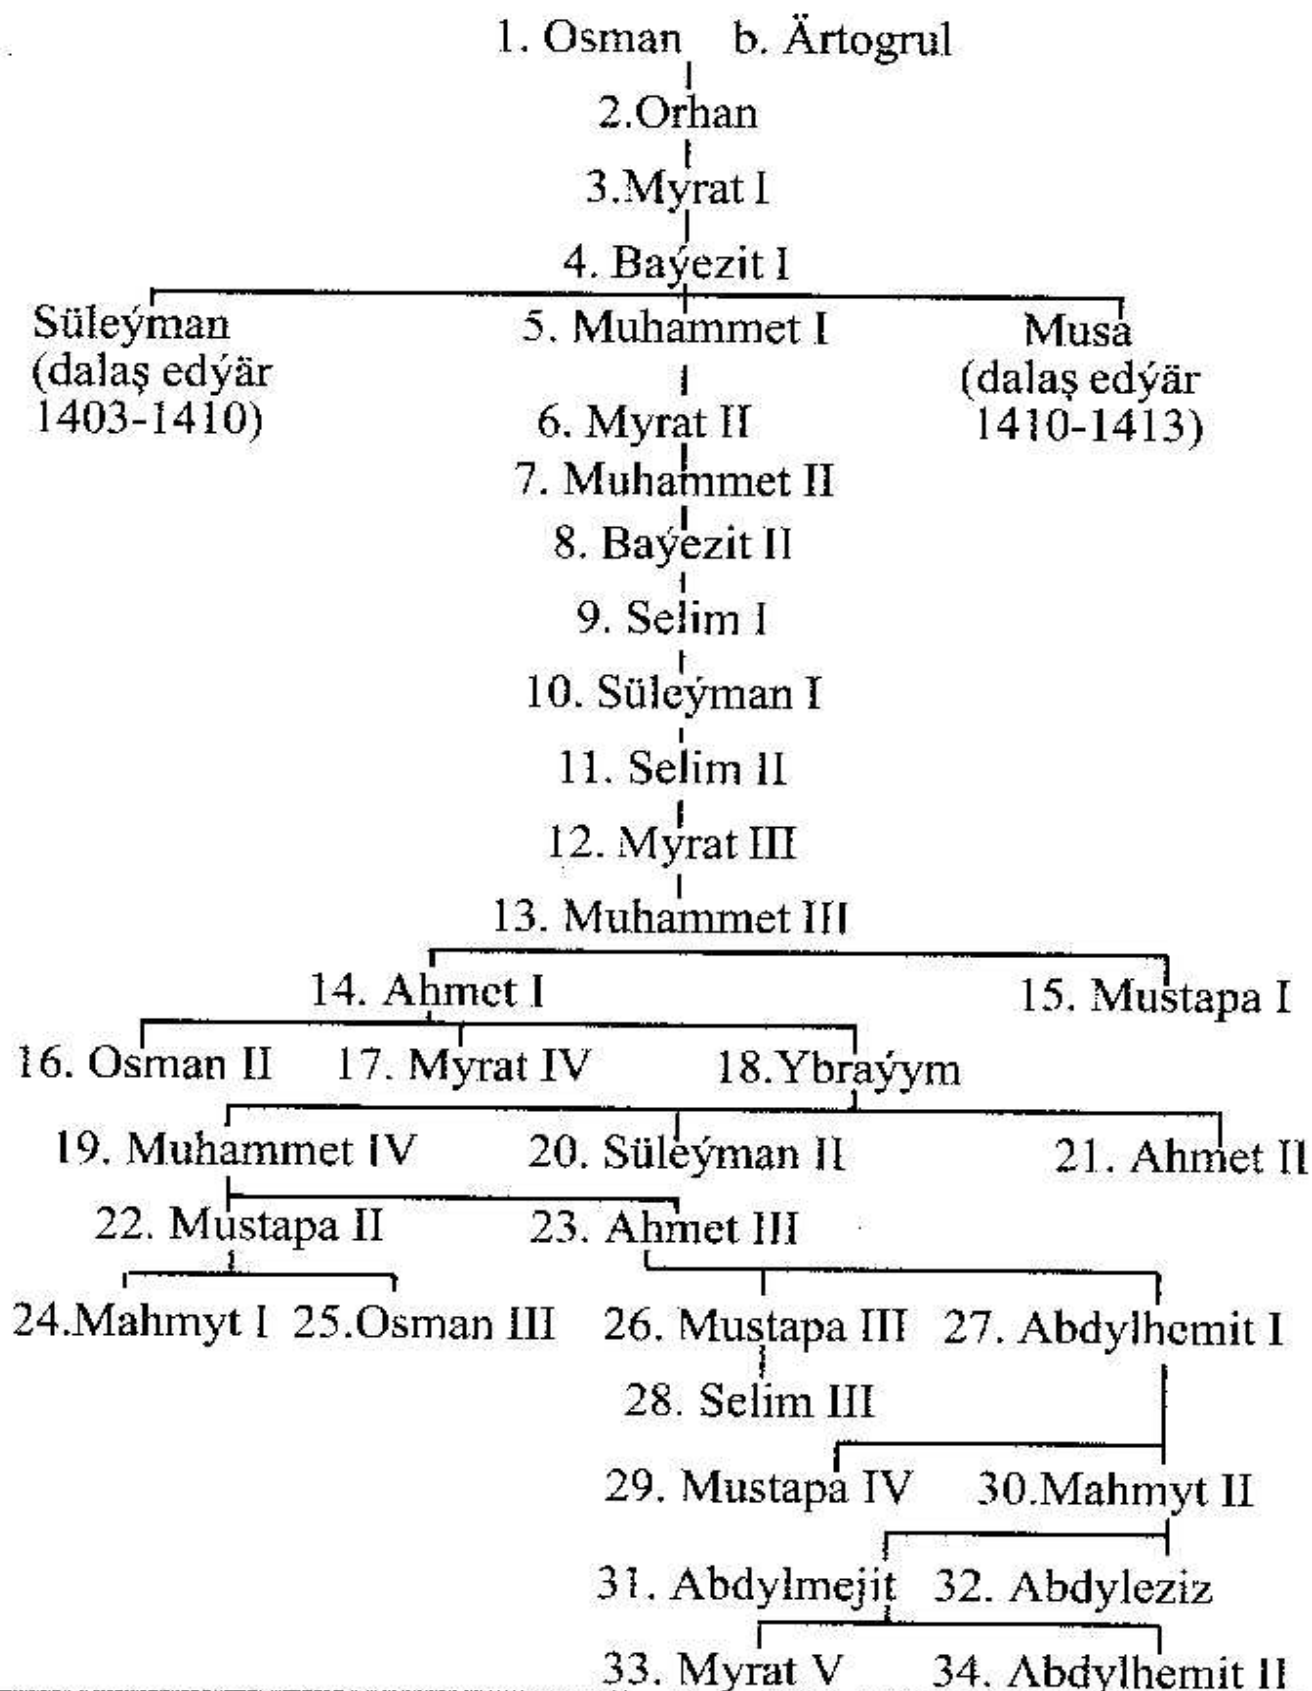 1. Osman b. Ärtogrul
2.Orhan
3.Myrat I
4. Baýezit I
Süleýman
(dalaş edýär
1403-1410)
5. Muhammet I
Musa
(dalaş edýär
1410-1413)
6. Myrat II
7. Muhammet II
8. Baýezit II
9. Selim I
10. Süleýman I
11. Selim II
12. Myrat III
13. Muhammet III
14. Ahmet I
15. Mustapa I
16. Osman II
17. Myrat IV
18.Ybraýym
19. Muhammet IV
20. Süleýman II
21. Ahmet II
22. Mustapa II
23. Ahmet III
24.Mahmyt I
25.Osman III
26. Mustapa III
27. Abdylhemit I
28. Selim III
29. Mustapa IV
30.Mahmyt II
31. Abdylmejit
32. Abdyleziz
33. Myrat V
34. Abdylhemit II